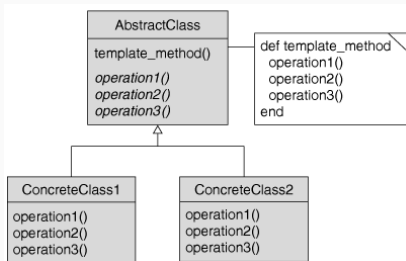 AbstractClass
template_method()
operation1()
operation2()
operation3()
def template_method
operation1()
operation2()
operation3()
end
ConcreteClass1
operation1()
operation2()
operation3()
ConcreteClass2
operation1()
operation2()
operation3()